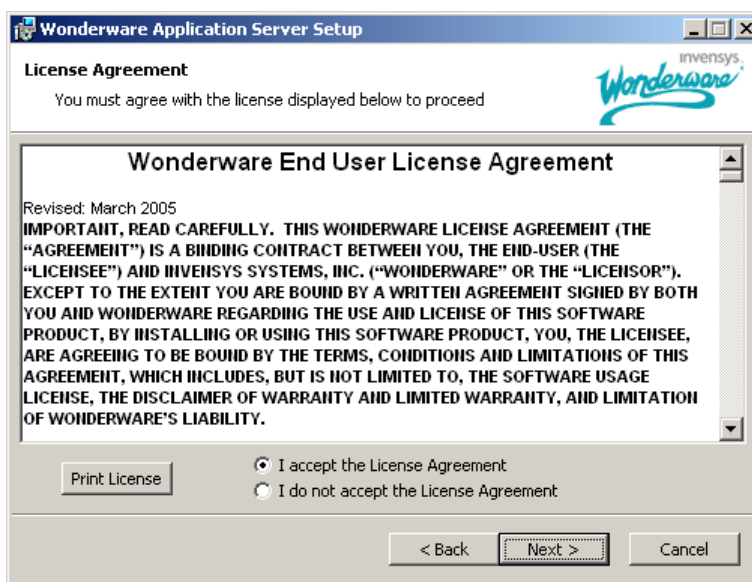 Wonderware Application Server Setup
License Agreement
You must agree with the license displayed below to proceed
invensys.
Wonderware
Wonderware End User License Agreement
Revised: March 2005
IMPORTANT, READ CAREFULLY.  THIS WONDERWARE LICENSE AGREEMENT (THE
“AGREEMENT”) IS A BINDING CONTRACT BETWEEN YOU, THE END-USER (THE
“LICENSEE”) AND INVENSYS SYSTEMS, INC. (“WONDERWARE” OR THE “LICENSOR”).
EXCEPT TO THE EXTENT YOU ARE BOUND BY A WRITTEN AGREEMENT SIGNED BY BOTH
YOU AND WONDERWARE REGARDING THE USE AND LICENSE OF THIS SOFTWARE
PRODUCT, BY INSTALLING OR USING THIS SOFTWARE PRODUCT, YOU, THE LICENSEE,
ARE AGREEING TO BE BOUND BY THE TERMS, CONDITIONS AND LIMITATIONS OF THIS
AGREEMENT, WHICH INCLUDES, BUT IS NOT LIMITED TO, THE SOFTWARE USAGE
LICENSE, THE DISCLAIMER OF WARRANTY AND LIMITED WARRANTY, AND LIMITATION
OF WONDERWARE'S LIABILITY.
Print License
I accept the License Agreement
I do not accept the License Agreement
< Back
Next >
Cancel